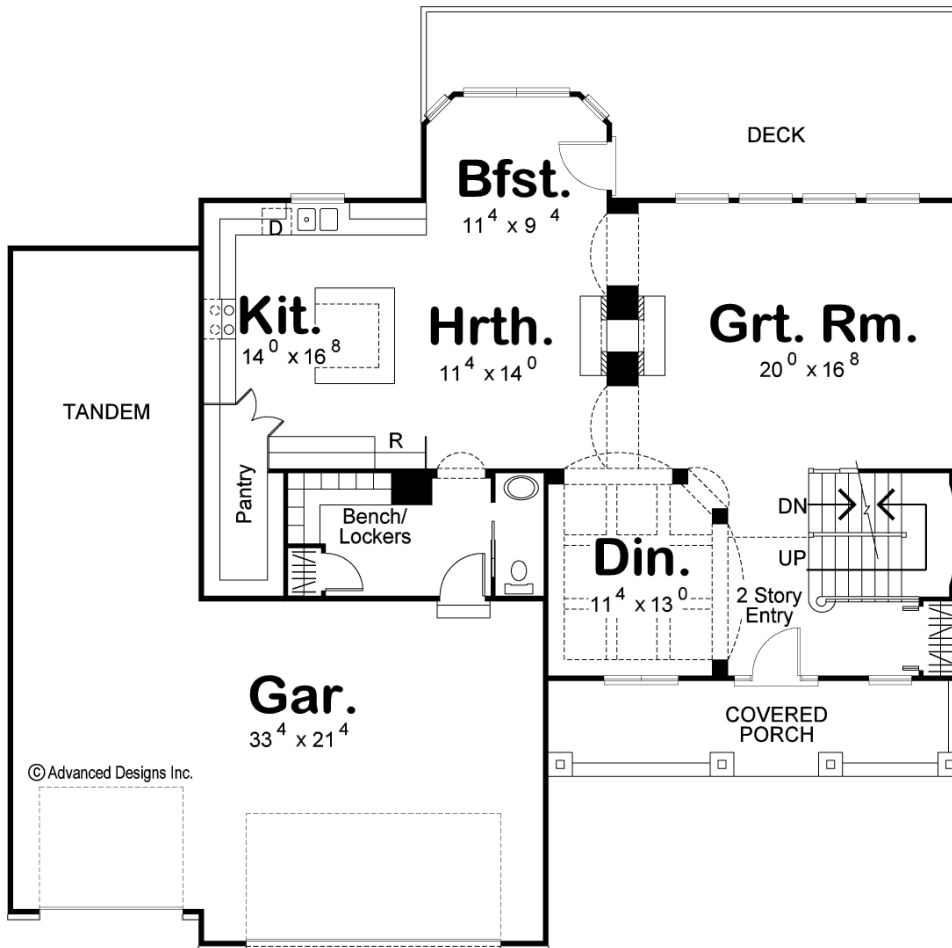 DECK
Bfst.
11⁴ x 9 ⁴
D
Kit.
14⁰ x 16⁸
Hrth.
11⁴ x 14⁰
Grt. Rm.
20⁰ x 16⁸
TANDEM
R
Pantry
Bench/
Lockers
DN
UP
Din.
11⁴ x 13⁰
2 Story
Entry
Gar.
33⁴ x 21⁴
COVERED
PORCH
© Advanced Designs Inc.